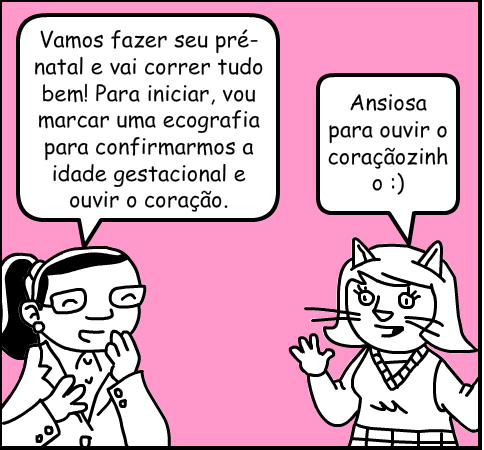 Vamos fazer seu pré-
natal e vai correr tudo
bem! Para iniciar, vou
marcar uma ecografia
para confirmarmos a
idade gestacional e
ouvir o coração.
Ansiosa
para ouvir o
coraçãozinh
o :)